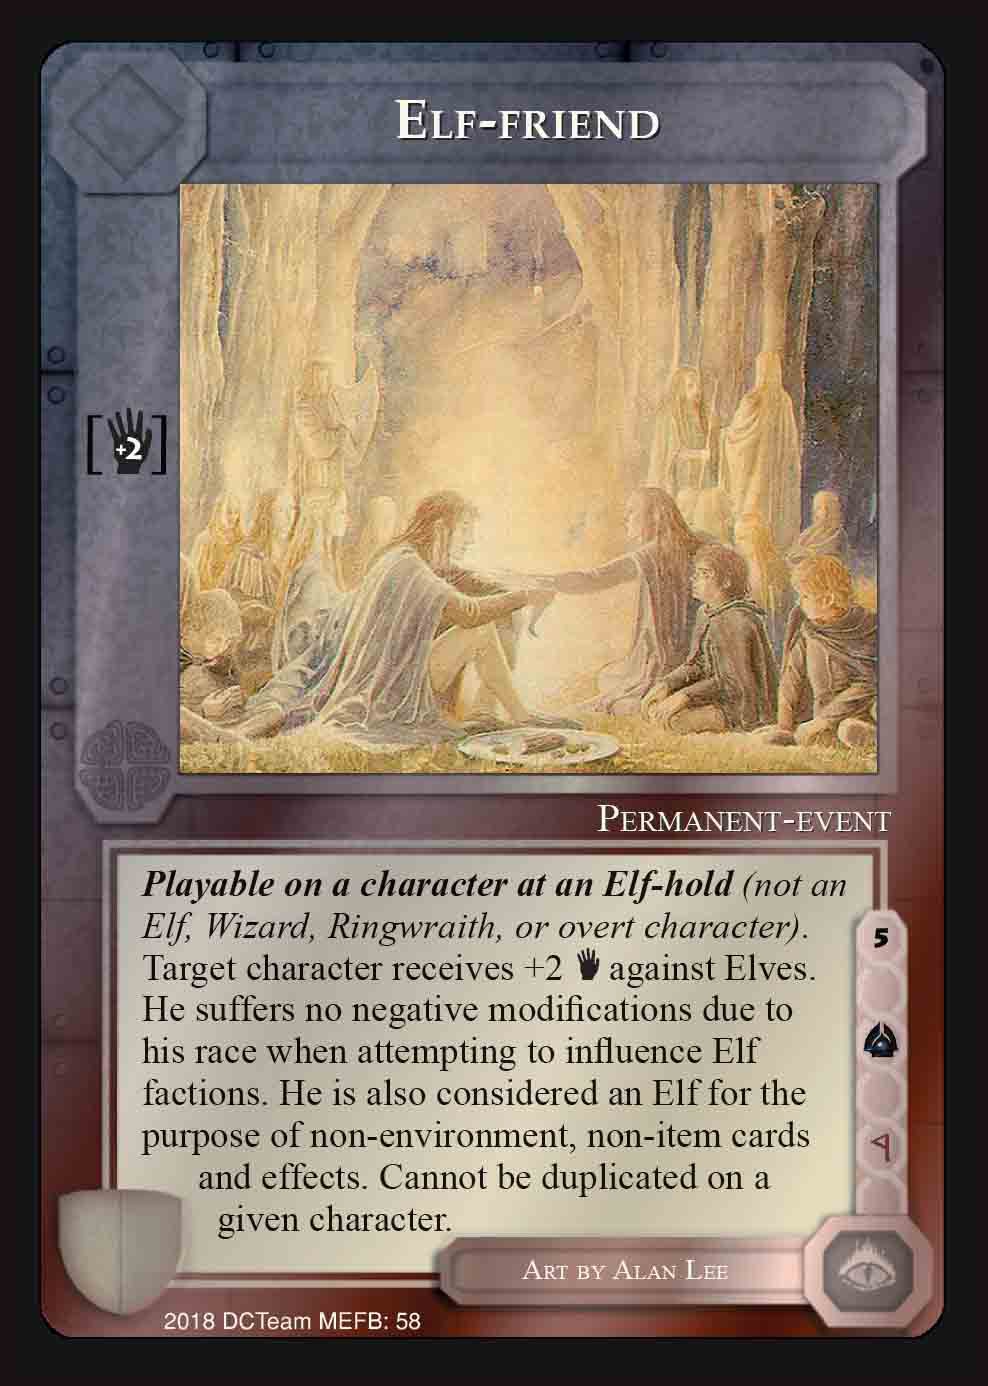 Elf-friend
[+2]
Permanent-event
Playable on a character at an Elf-hold (not an
Elf, Wizard, Ringwraith, or overt character).
Target character receives +2 against Elves.
He suffers no negative modifications due to
his race when attempting to influence Elf
factions. He is also considered an Elf for the
purpose of non-environment, non-item cards
and effects. Cannot be duplicated on a
given character.
5
Art by Alan Lee
2018 DCTeam MEFB: 58